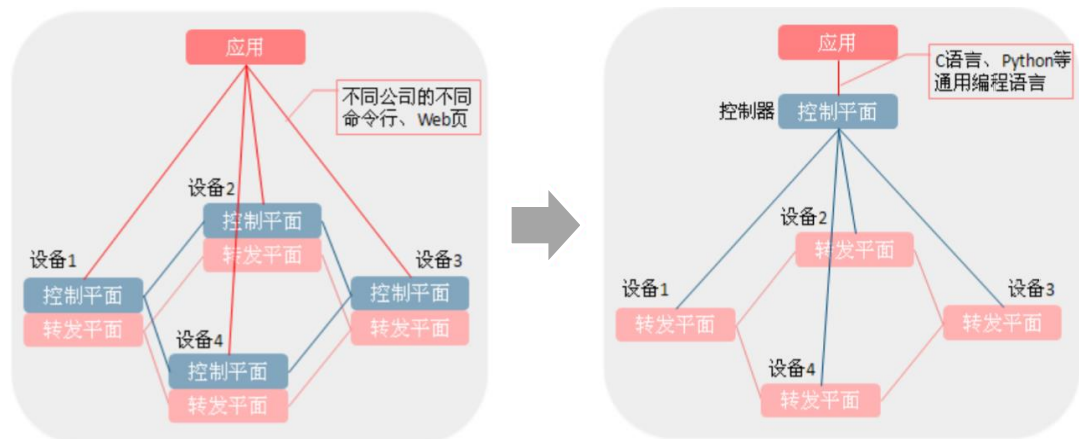 应用
不同公司的不同
命令行、Web页
设备2
控制平面
转发平面
设备1
控制平面
转发平面
设备3
控制平面
转发平面
设备4
控制平面
转发平面
应用
C语言、Python等
通用编程语言
控制器
控制平面
设备2
转发平面
设备1
转发平面
设备3
转发平面
设备4
转发平面